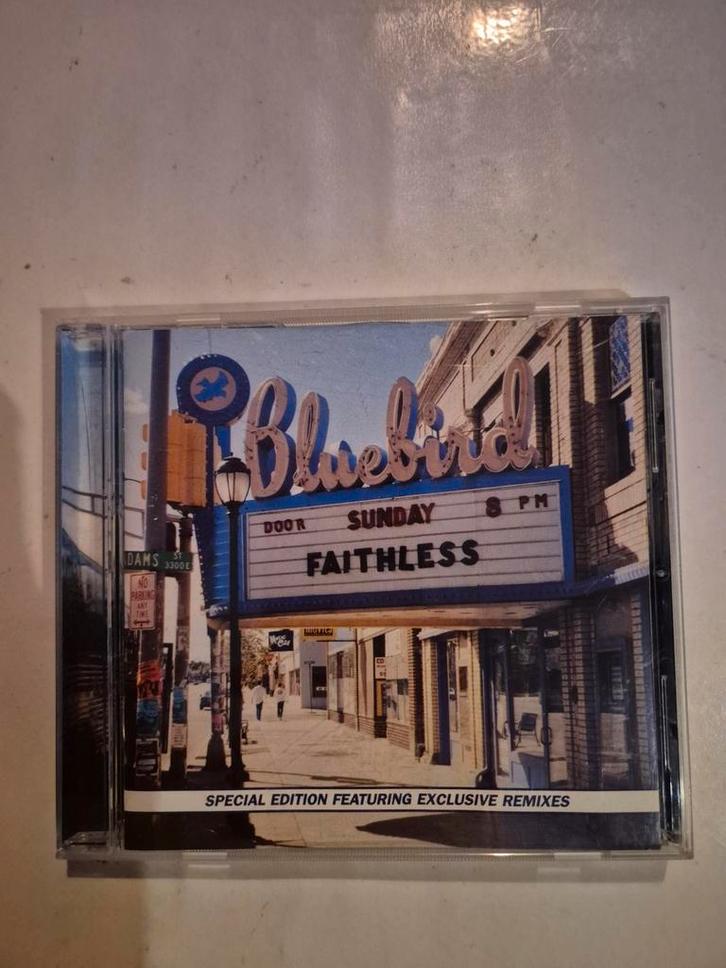 Bluebird
DOOR SUNDAY 8 PM
FAITHLESS
DAMS ST
3300E
NO
PARKING
ANY
TIME
SPECIAL EDITION FEATURING EXCLUSIVE REMIXES